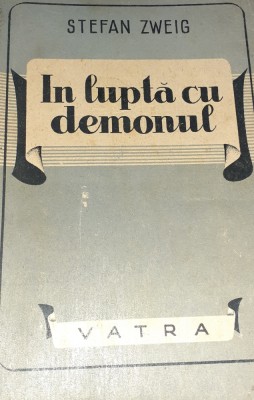 STEFAN ZWEIG
In luptă cu
demonul
VATRA